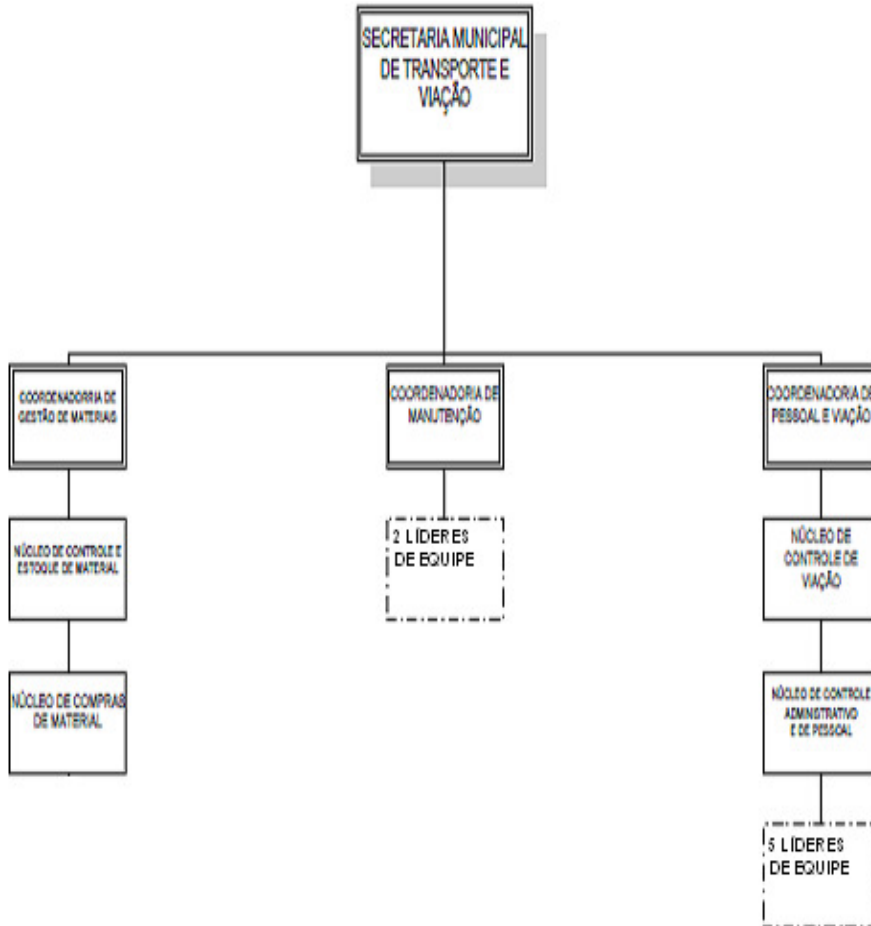 SECRETARIA MUNICIPAL
DE TRANSPORTE E
VIAÇÃO
COORDENADORRIA DE
GESTÃO DE MATERIAIS
COORDENADORIA DE
MANUTENÇÃO
COORDENADORIA DE
PESSOAL E VIAÇÃO
NÚCLEO DE CONTROLE E
ESTOQUE DE MATERIAL
2 LÍDERES
DE EQUIPE
NÚCLEO DE
CONTROLE DE
VIAÇÃO
NÚCLEO DE COMPRAS
DE MATERIAL
NÚCLEO DE CONTROLE
ADMINISTRATIVO
E DE PESSOAL
5 LÍDERES
DE EQUIPE